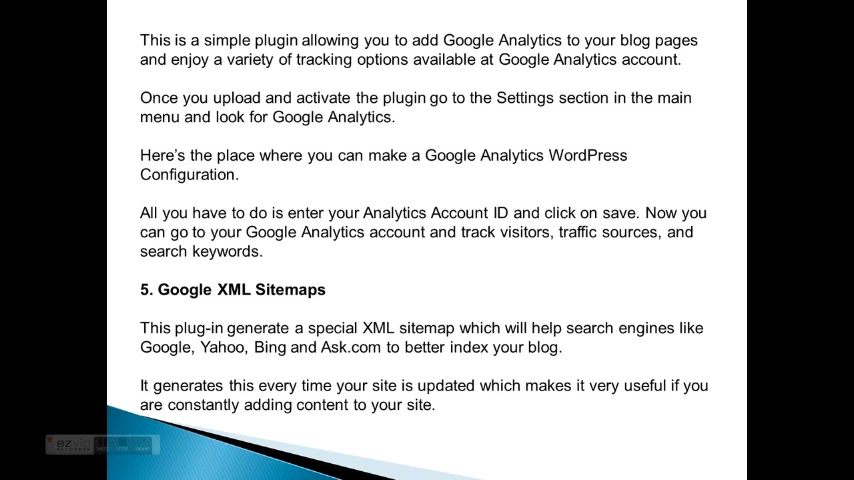 This is a simple plugin allowing you to add Google Analytics to your blog pages
and enjoy a variety of tracking options available at Google Analytics account.
Once you upload and activate the plugin go to the Settings section in the main
menu and look for Google Analytics.
Here's the place where you can make a Google Analytics WordPress
Configuration.
All you have to do is enter your Analytics Account ID and click on save. Now you
can go to your Google Analytics account and track visitors, traffic sources, and
search keywords.
5. Google XML Sitemaps
This plug-in generate a special XML sitemap which will help search engines like
Google, Yahoo, Bing and Ask.com to better index your blog.
It generates this every time your site is updated which makes it very useful if you
are constantly adding content to your site.
ezvid